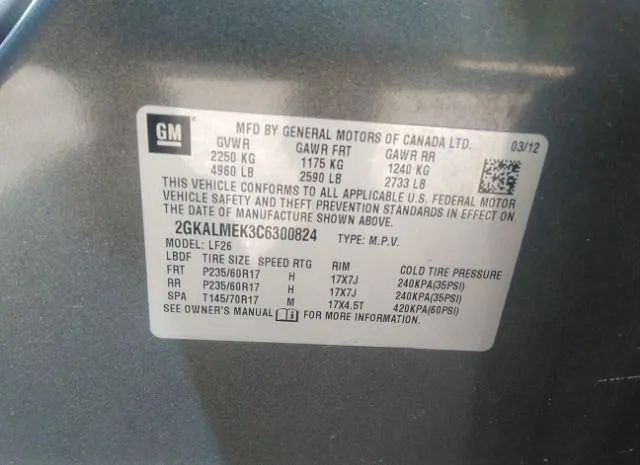 GM
MFD BY GENERAL MOTORS OF CANADA LTD.
03/12
GVWR GAWR FRT GAWR RR
2250 KG 1175 KG 1240 KG
4960 LB 2590 LB 2733 LB
THIS VEHICLE CONFORMS TO ALL APPLICABLE U.S. FEDERAL MOTOR
VEHICLE SAFETY AND THEFT PREVENTION STANDARDS IN EFFECT ON
THE DATE OF MANUFACTURE SHOWN ABOVE.
2GKALMEK3C6300824 TYPE: M.P.V.
MODEL: LF26
LBDF TIRE SIZE SPEED RTG RIM COLD TIRE PRESSURE
FRT P235/60R17 H 17X7J 240KPA(35PSI)
RR P235/60R17 H 17X7J 240KPA(35PSI)
SPA T145/70R17 M 17X4.5T 420KPA(60PSI)
SEE OWNER'S MANUAL FOR MORE INFORMATION.